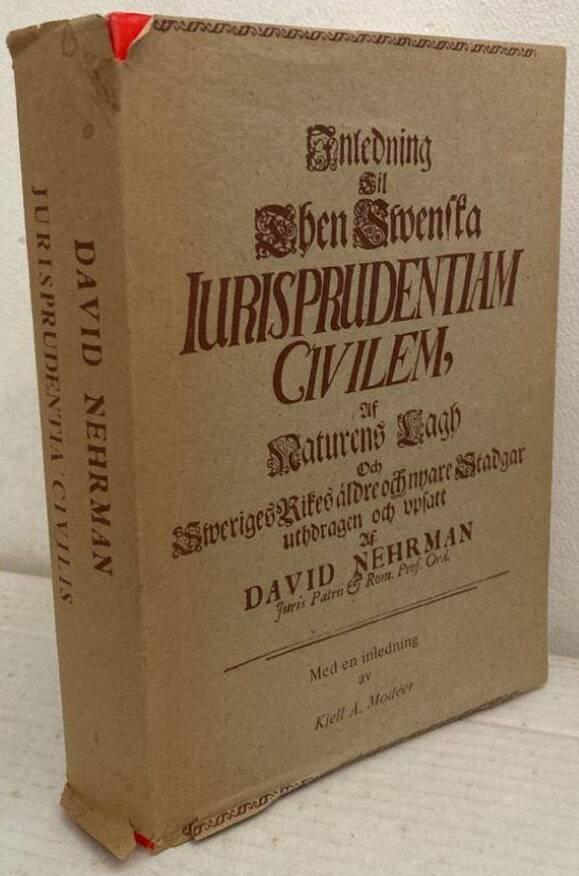 DAVID NEHRMAN
JURISPRUDENTIA CIVILIS
Inledning
Til
Then Swenska
IURISPRUDENTIAM
CIVILEM,
Af
Naturens Lagh
Och
Sweriges Rikes äldre och nyare Stadgar
uthdragen och upsatt
Af
DAVID NEHRMAN
Juris Patrii & Rom. Prof. Ord.
Med en inledning
av
Kjell Å. Modéer